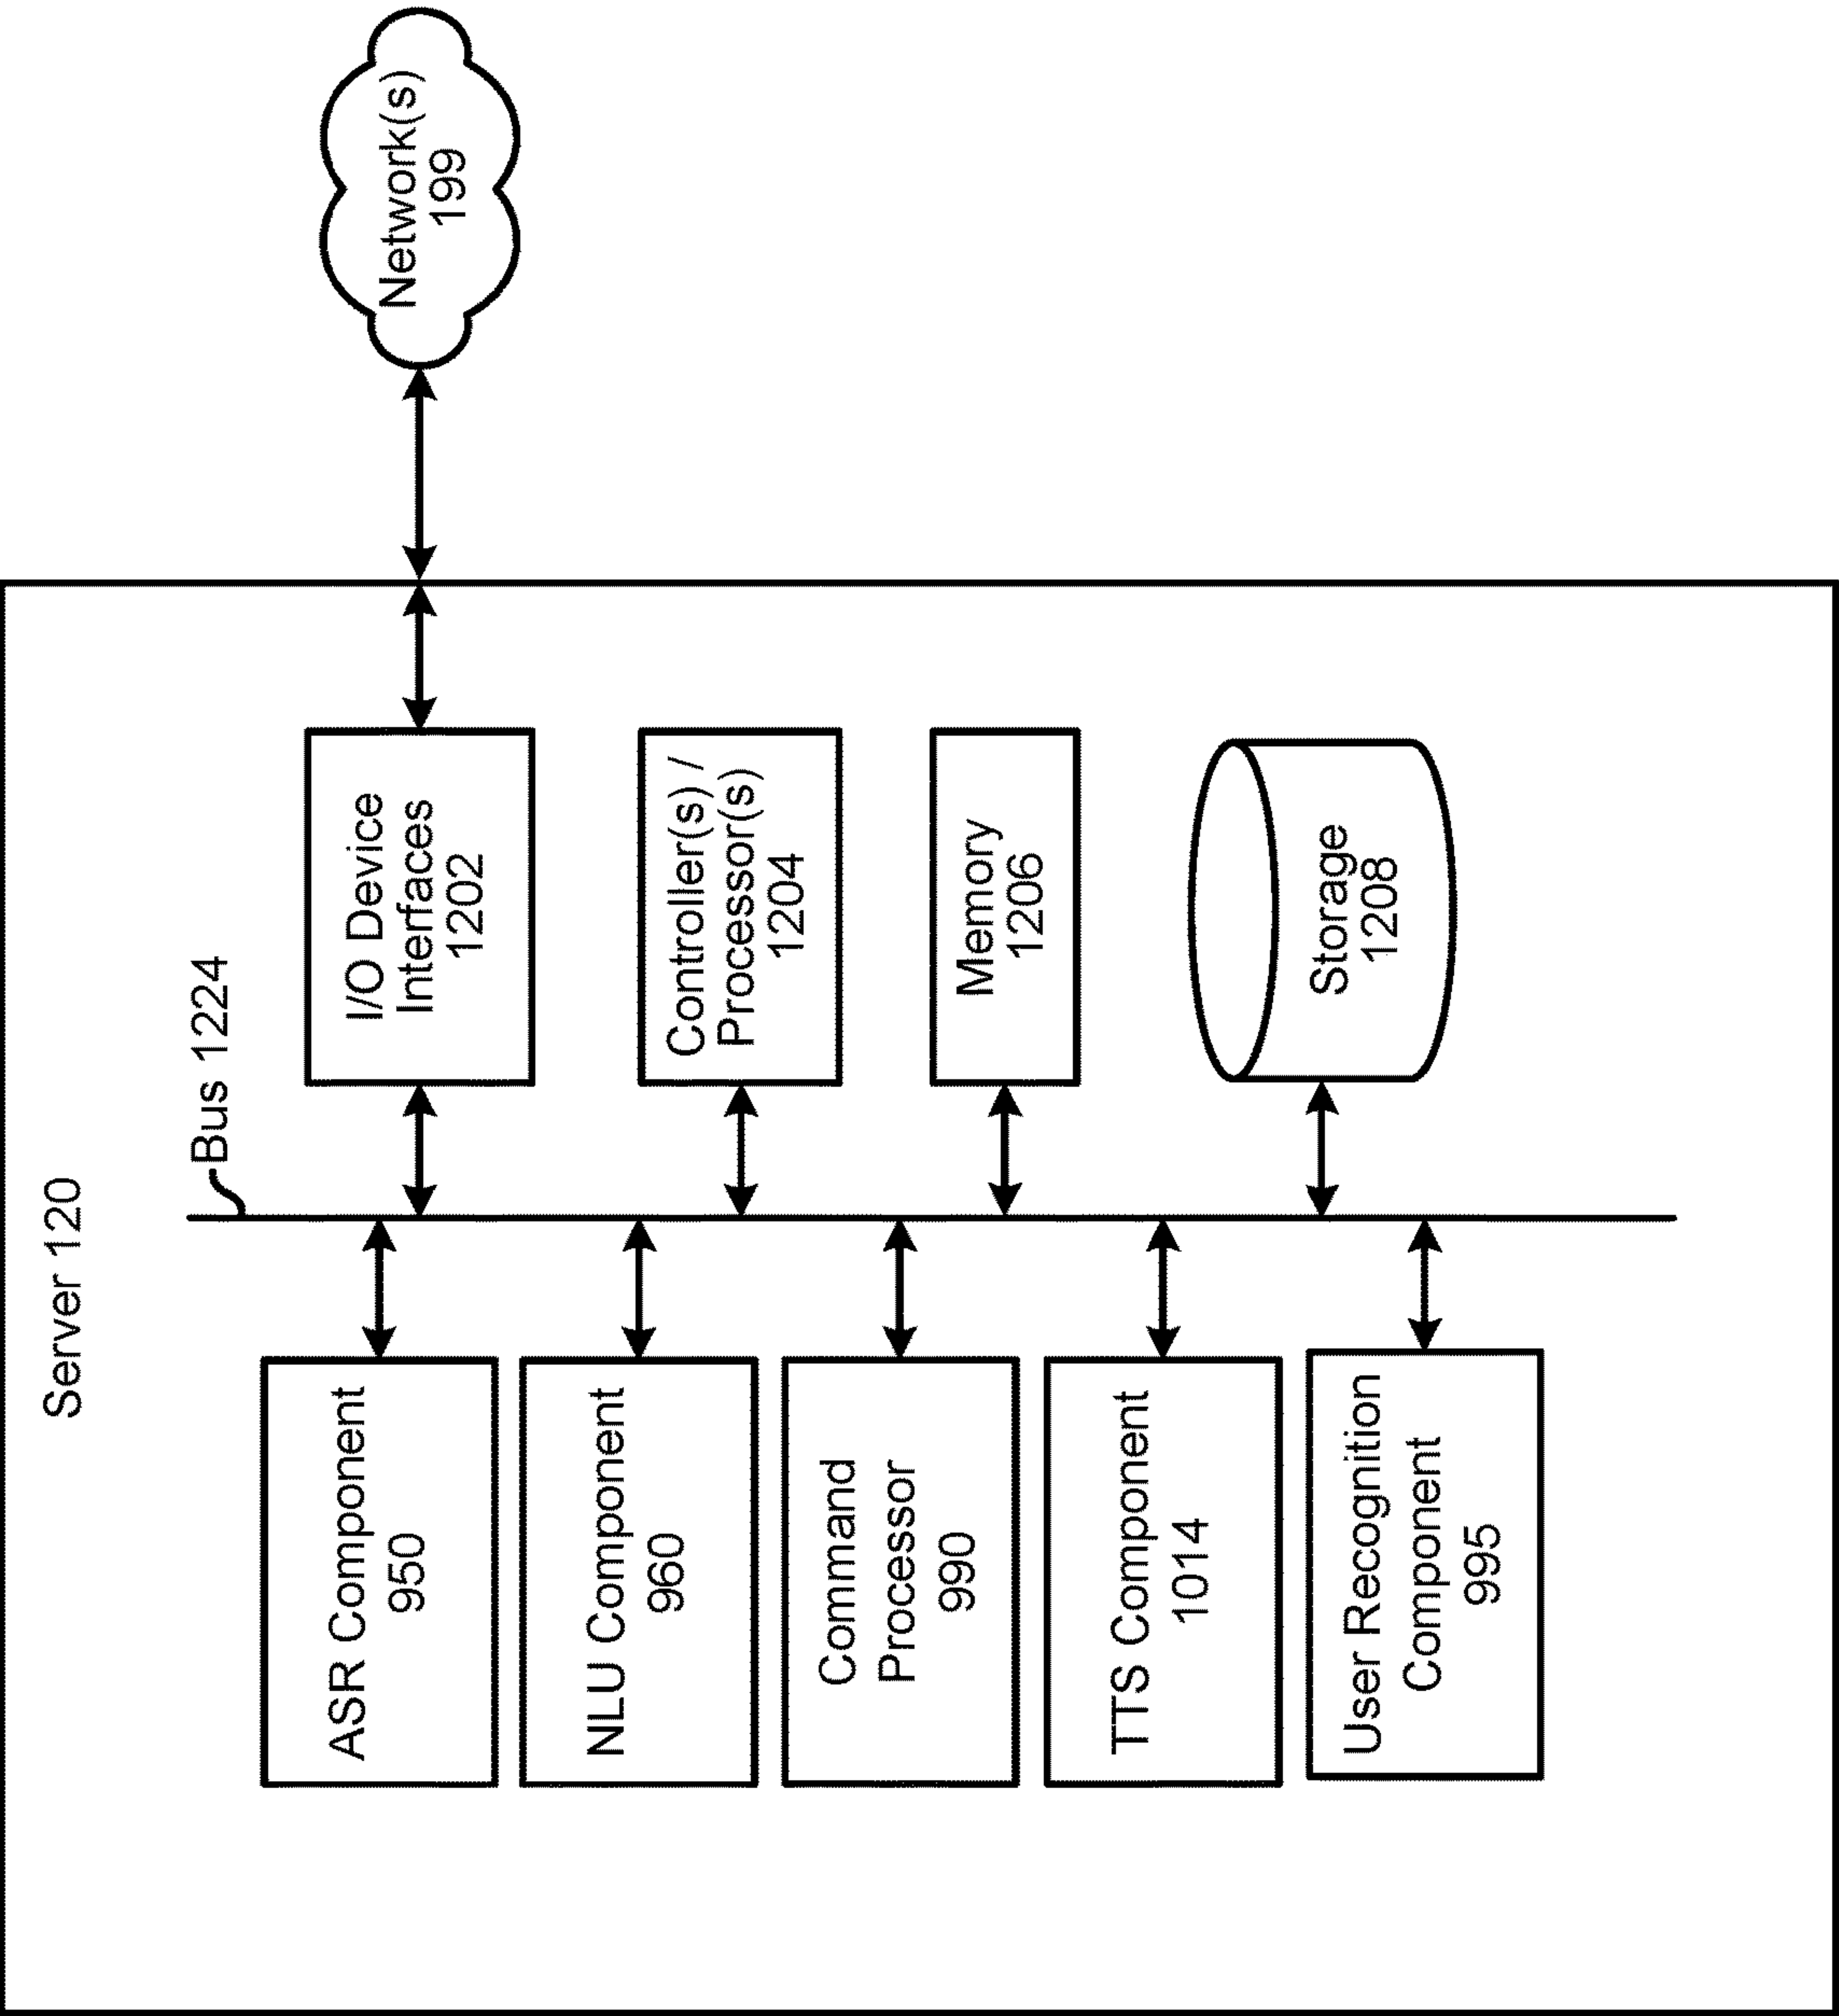 Server 120
Bus 1224
ASR Component
950
NLU Component
960
Command
Processor
990
TTS Component
1014
User Recognition
Component
995
I/O Device
Interfaces
1202
Controller(s) /
Processor(s)
1204
Memory
1206
Storage
1208
Network(s)
199